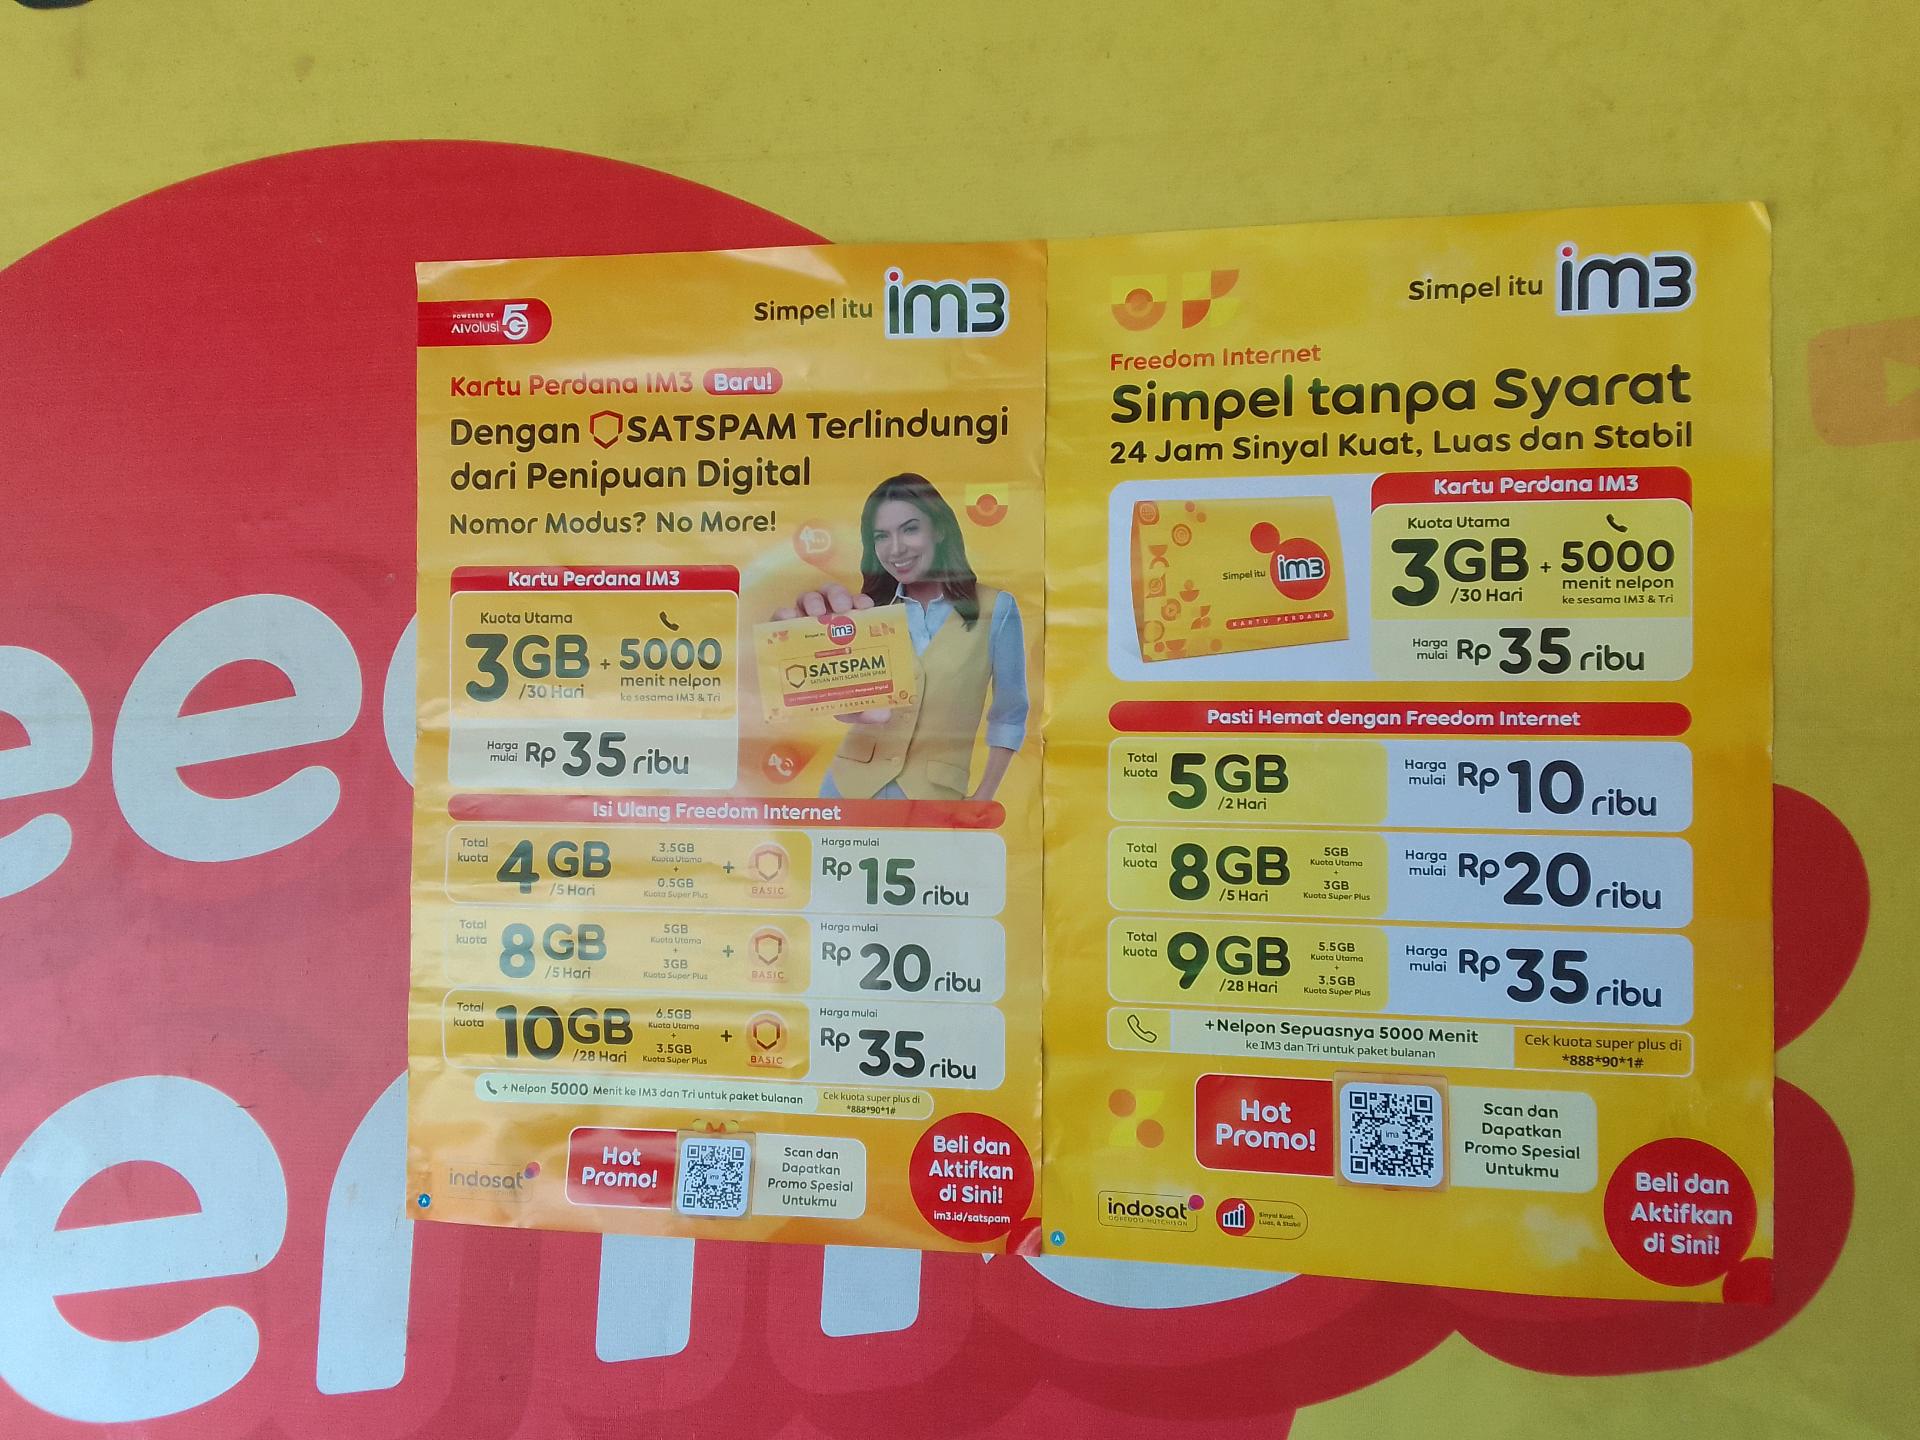 POWERED BY
AIvolusi5
Simpel itu im3
Kartu Perdana IM3 Baru!
Dengan SATSPAM Terlindungi
dari Penipuan Digital
Nomor Modus? No More!
Kartu Perdana IM3
Kuota Utama
3GB + 5000
/30 Hari
menit nelpon
ke sesama IM3 & Tri
Harga mulai Rp 35 ribu
Simpel itu im3
SATSPAM
SATUAN ANTI SCAM DAN SPAM
KARTU PERDANA
Isi Ulang Freedom Internet
Total kuota 4GB /5 Hari
3.5GB
Kuota Utama
+
0.5GB
Kuota Super Plus
+ BASIC
Harga mulai
Rp 15 ribu
Total kuota 8GB /5 Hari
5GB
Kuota Utama
+
3GB
Kuota Super Plus
+ BASIC
Harga mulai
Rp 20 ribu
Total kuota 10GB /28 Hari
6.5GB
Kuota Utama
+
3.5GB
Kuota Super Plus
+ BASIC
Harga mulai
Rp 35 ribu
+ Nelpon 5000 Menit ke IM3 dan Tri untuk paket bulanan
Cek kuota super plus di
*888*90*1#
indosat
Hot
Promo!
im3
Scan dan
Dapatkan
Promo Spesial
Untukmu
Beli dan
Aktifkan
di Sini!
im3.id/satspam
Simpel itu im3
Freedom Internet
Simpel tanpa Syarat
24 Jam Sinyal Kuat, Luas dan Stabil
Simpel itu im3
KARTU PERDANA
Kartu Perdana IM3
Kuota Utama
3GB + 5000
/30 Hari
menit nelpon
ke sesama IM3 & Tri
Harga mulai Rp 35 ribu
Pasti Hemat dengan Freedom Internet
Total kuota 5GB /2 Hari
Harga mulai Rp 10 ribu
Total kuota 8GB /5 Hari
5GB
Kuota Utama
+
3GB
Kuota Super Plus
Harga mulai Rp 20 ribu
Total kuota 9GB /28 Hari
5.5GB
Kuota Utama
+
3.5GB
Kuota Super Plus
Harga mulai Rp 35 ribu
+Nelpon Sepuasnya 5000 Menit
ke IM3 dan Tri untuk paket bulanan
Cek kuota super plus di
*888*90*1#
Hot
Promo!
im3
Scan dan
Dapatkan
Promo Spesial
Untukmu
indosat
OOREDOO HUTCHISON
Sinyal Kuat,
Luas, & Stabil
Beli dan
Aktifkan
di Sini!